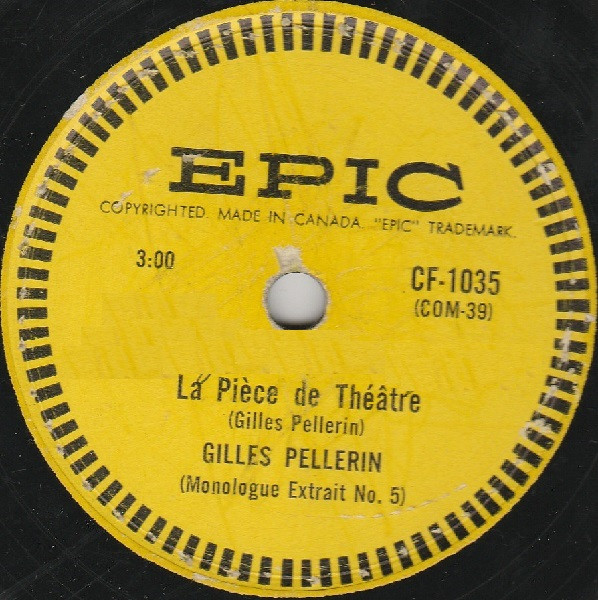 EPIC
COPYRIGHTED. MADE IN CANADA. "EPIC" TRADEMARK.
3:00
CF-1035
(COM-39)
La Pièce de Théâtre
(Gilles Pellerin)
GILLES PELLERIN
(Monologue Extrait No. 5)